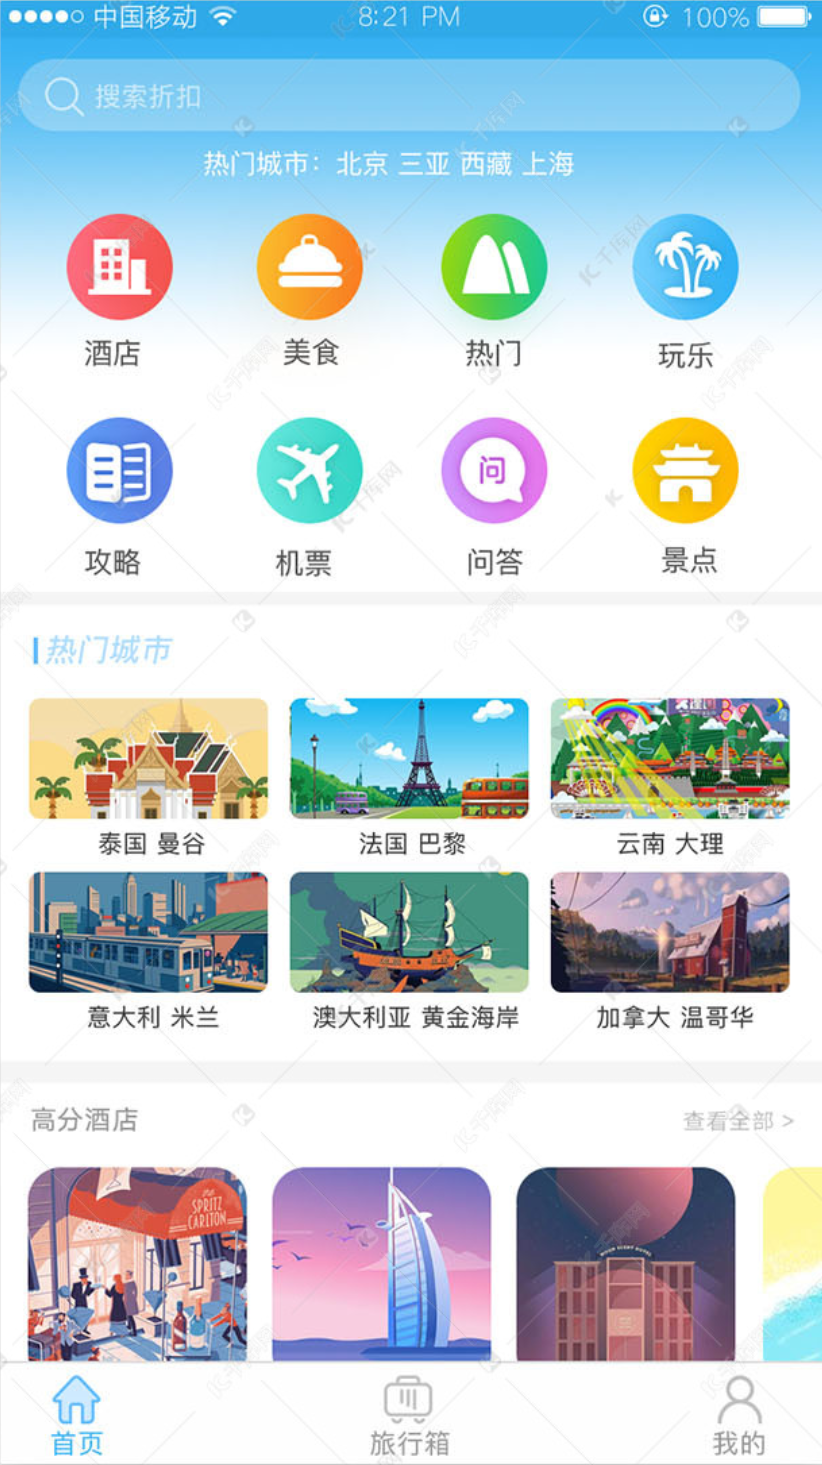 中国移动 8:21 PM 100%
搜索折扣
热门城市：北京 三亚 西藏 上海
酒店 美食 热门 玩乐
问
攻略 机票 问答 景点
热门城市
泰国 曼谷 法国 巴黎 云南 大理
意大利 米兰 澳大利亚 黄金海岸 加拿大 温哥华
高分酒店 查看全部 >
SPRITZ
CARLTON
首页 旅行箱 我的
千库网